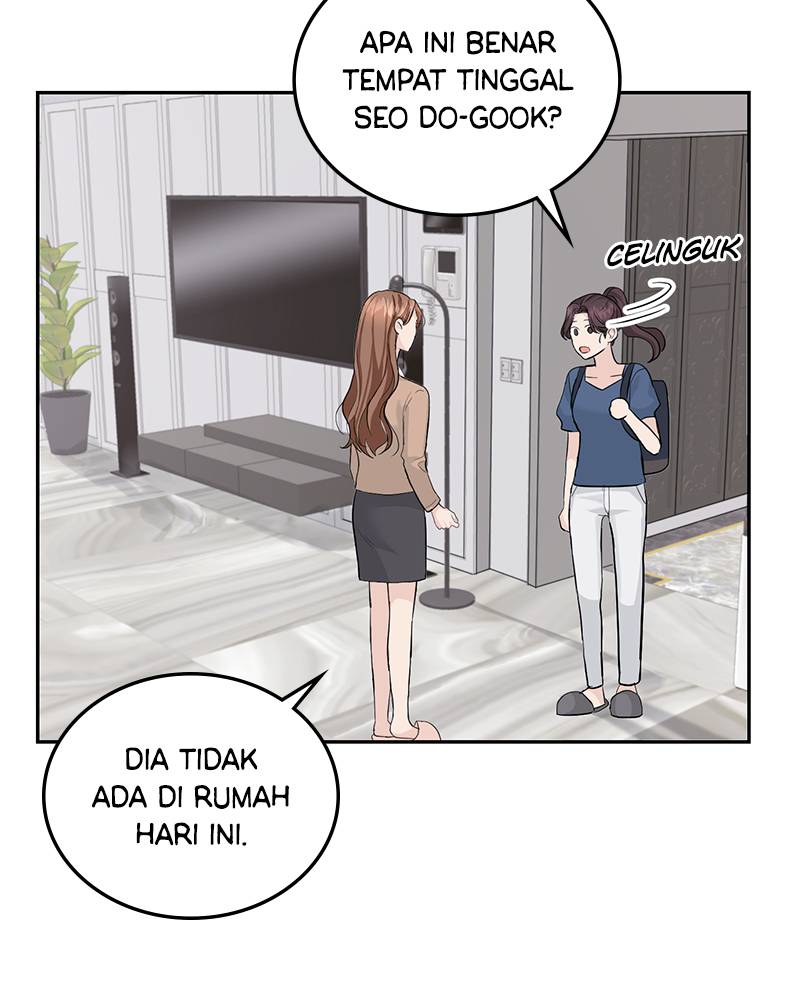 APA INI BENAR
TEMPAT TINGGAL
SEO DO-GOOK?
CELINGUK
DIA TIDAK
ADA DI RUMAH
HARI INI.